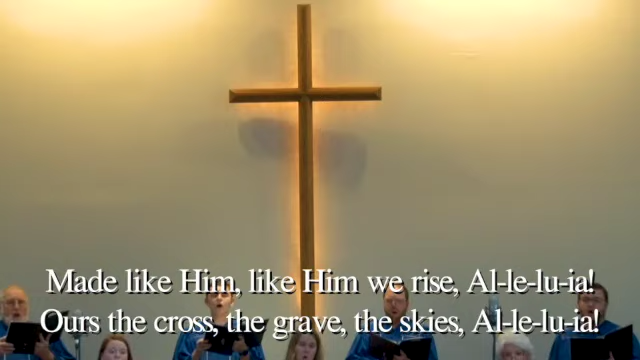 Made like Him, like Him we rise, Al-le-lu-ia!
Ours the cross, the grave, the skies, Al-le-lu-ia!